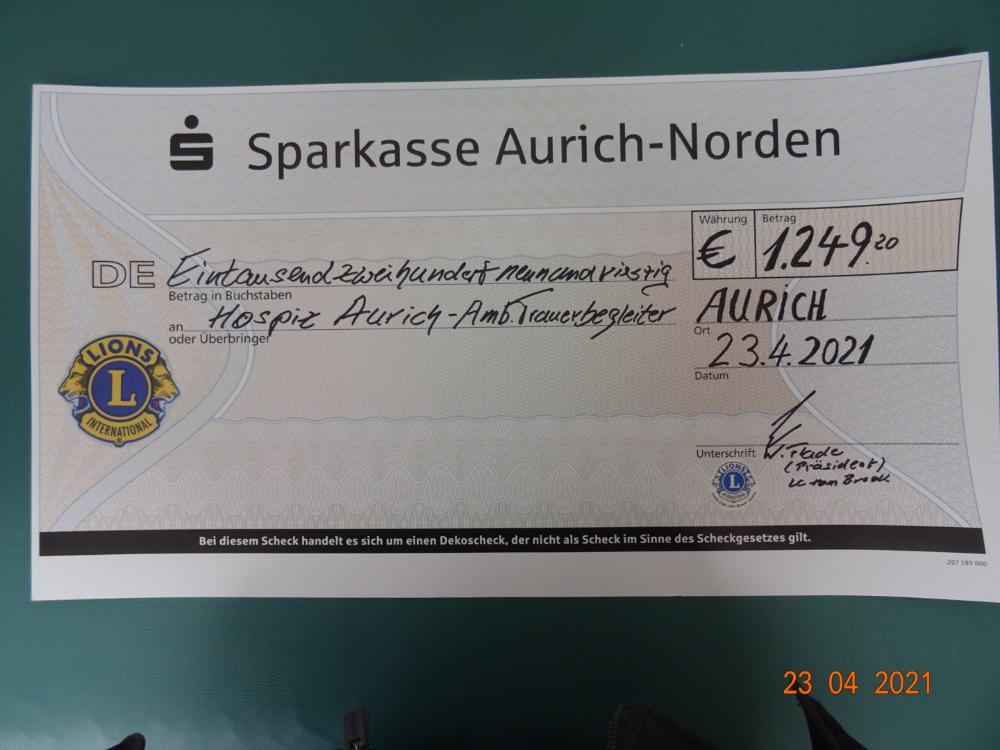 Sparkasse Aurich-Norden
Währung Betrag
€ 1.249.20
DE Eintausendzweihundertneunundvierzig
Betrag in Buchstaben
an Hospiz Aurich-Amb. Trauerbegleiter
oder Überbringer
AURICH
Ort
23.4.2021
Datum
LIONS
L
INTERNATIONAL
Unterschrift
(Präsident)
LIONS
L
INTERNATIONAL
Bei diesem Scheck handelt es sich um einen Dekoscheck, der nicht als Scheck im Sinne des Scheckgesetzes gilt.
207 193 000
23 04 2021